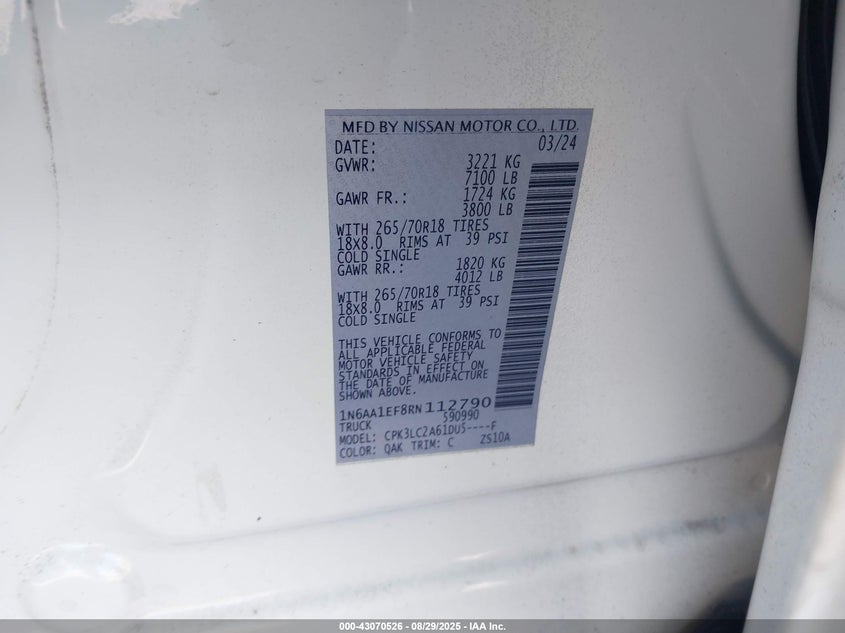 MFD BY NISSAN MOTOR CO., LTD.
DATE: 03/24
GVWR: 3221 KG
7100 LB
GAWR FR.: 1724 KG
3800 LB
WITH 265/70R18 TIRES
18X8.0 RIMS AT 39 PSI
COLD SINGLE
GAWR RR.: 1820 KG
4012 LB
WITH 265/70R18 TIRES
18X8.0 RIMS AT 39 PSI
COLD SINGLE
THIS VEHICLE CONFORMS TO
ALL APPLICABLE FEDERAL
MOTOR VEHICLE SAFETY
STANDARDS IN EFFECT ON
THE DATE OF MANUFACTURE
SHOWN ABOVE.
1N6AA1EF8RN112790
TRUCK 590990
MODEL: CPK3LC2A61DU5----F
COLOR: QAK TRIM: C ZS10A
000-43070526 - 08/29/2025 - IAA Inc.